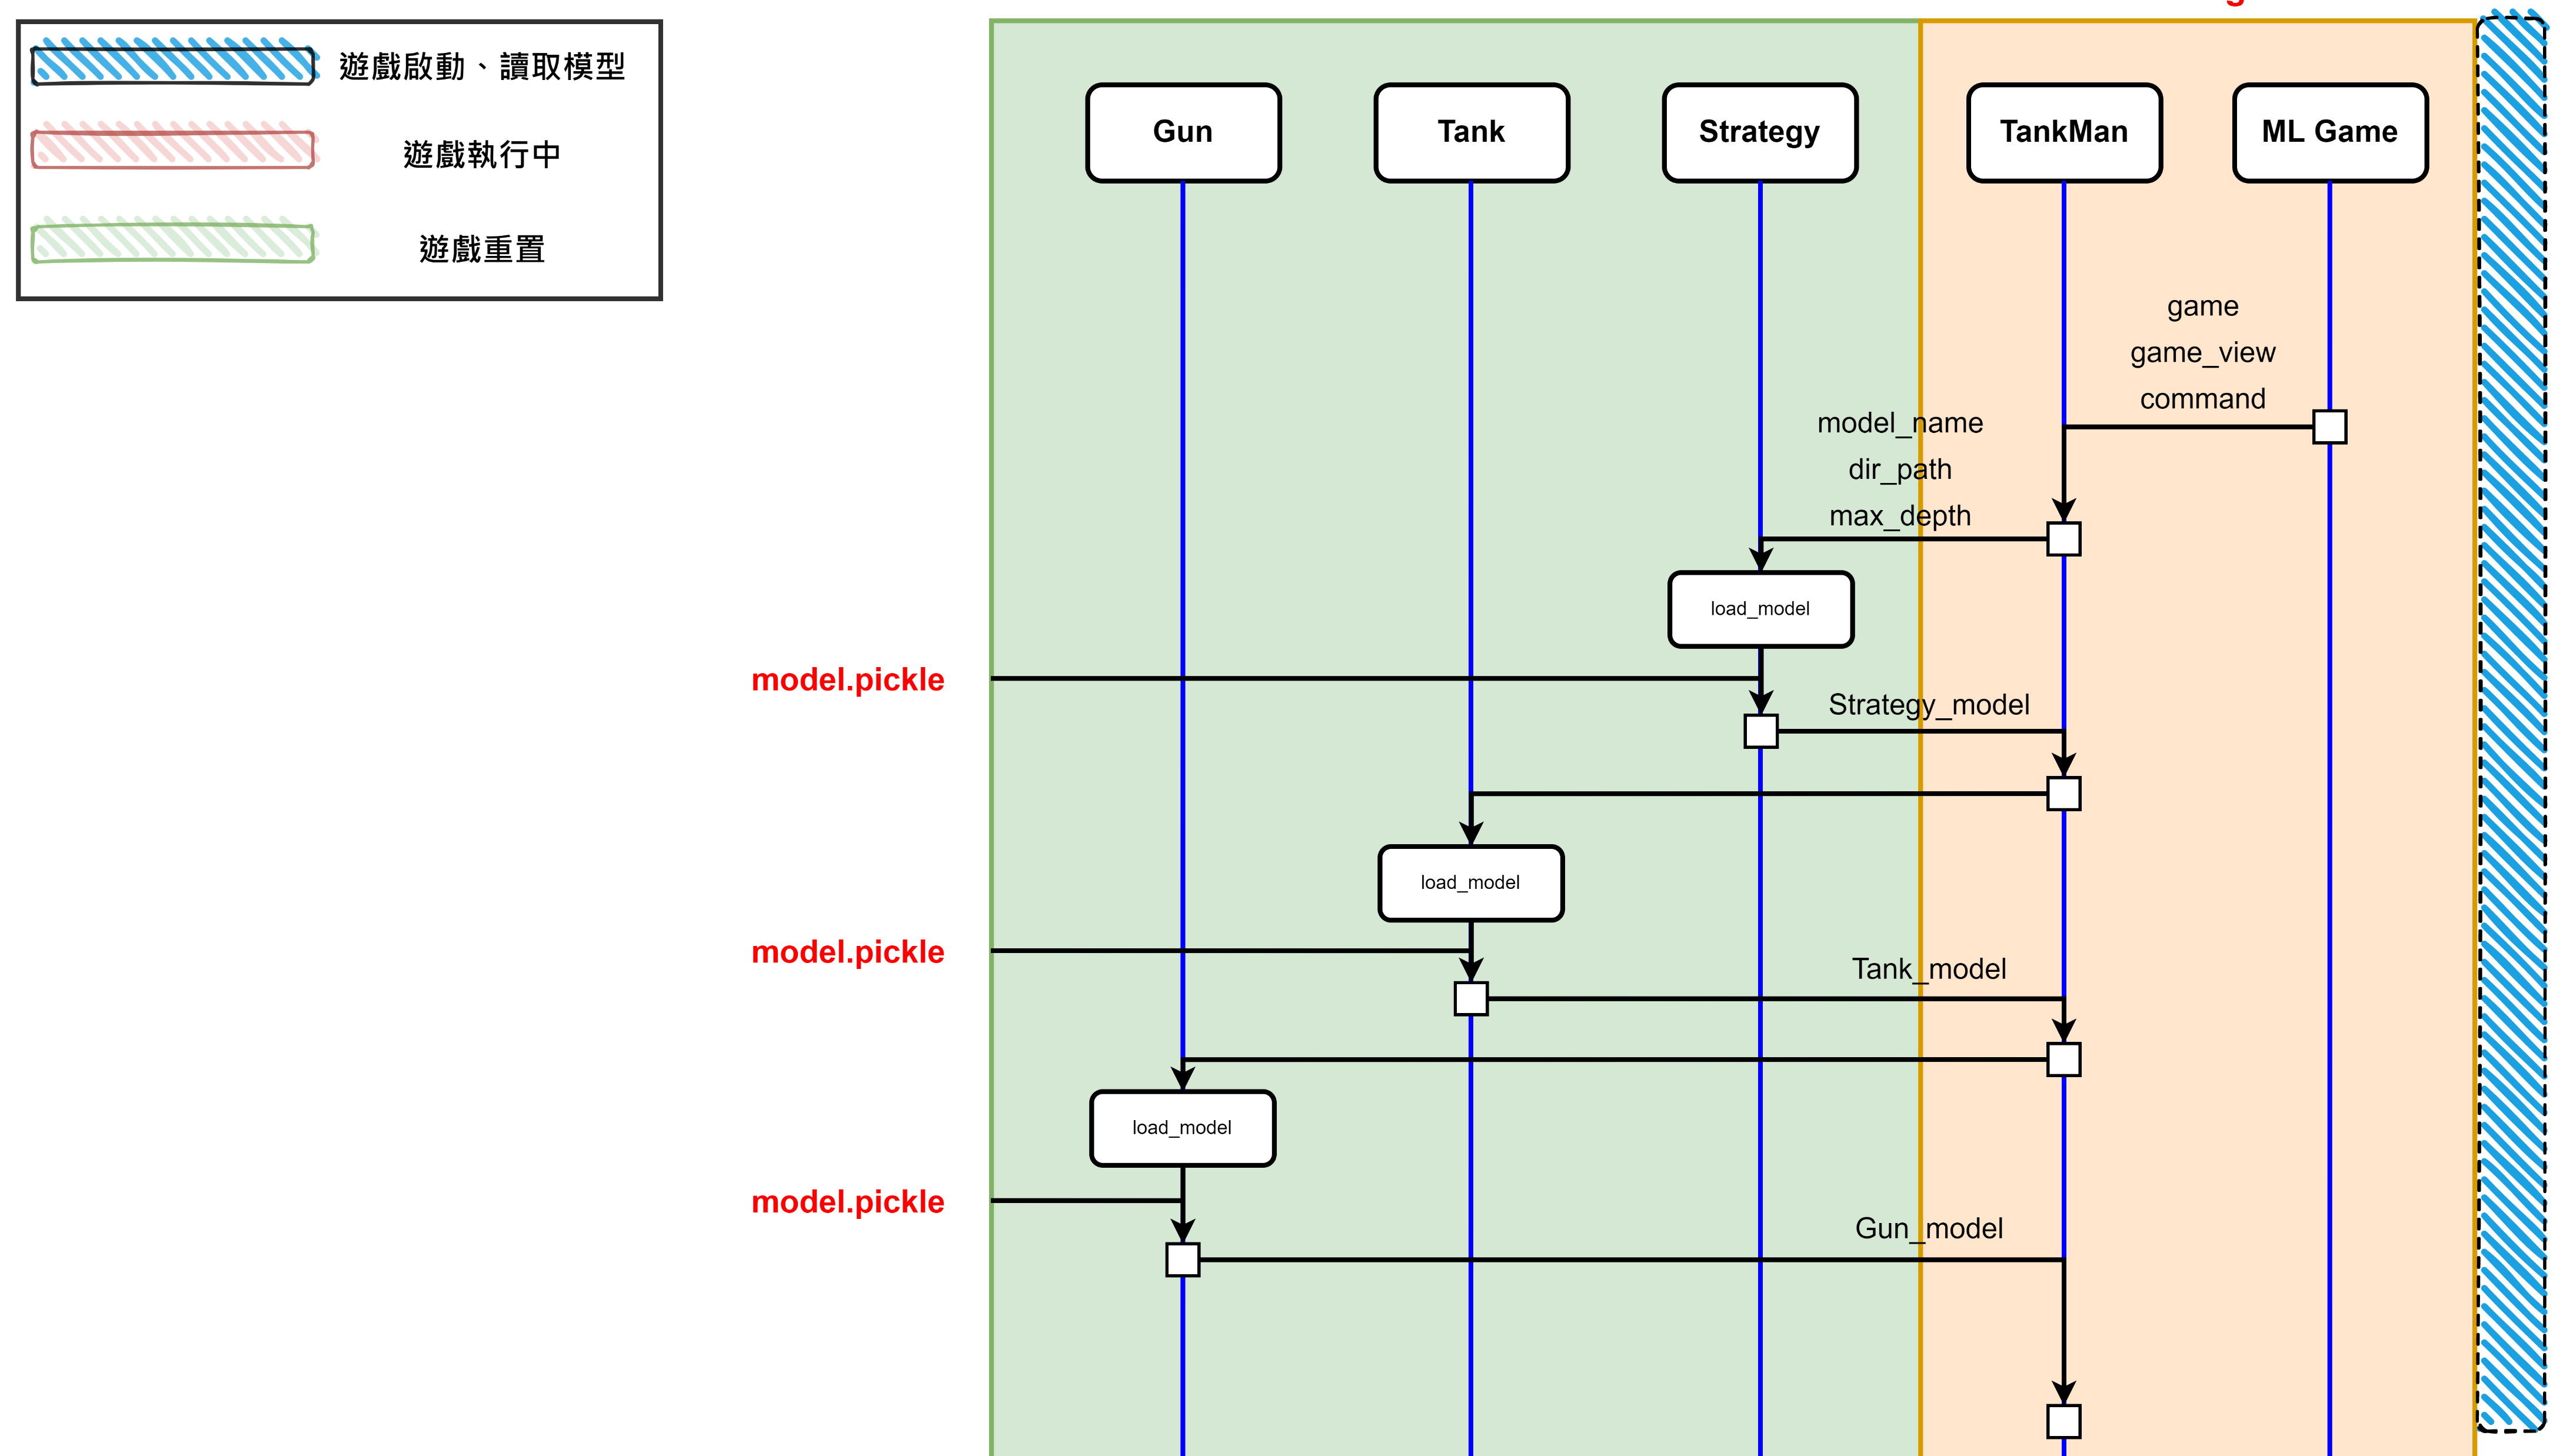 遊戲啟動、讀取模型
遊戲執行中
遊戲重置
Gun
Tank
Strategy
TankMan
ML Game
game
game_view
command
model_name
dir_path
max_depth
load_model
model.pickle
Strategy_model
load_model
model.pickle
Tank_model
load_model
model.pickle
Gun_model